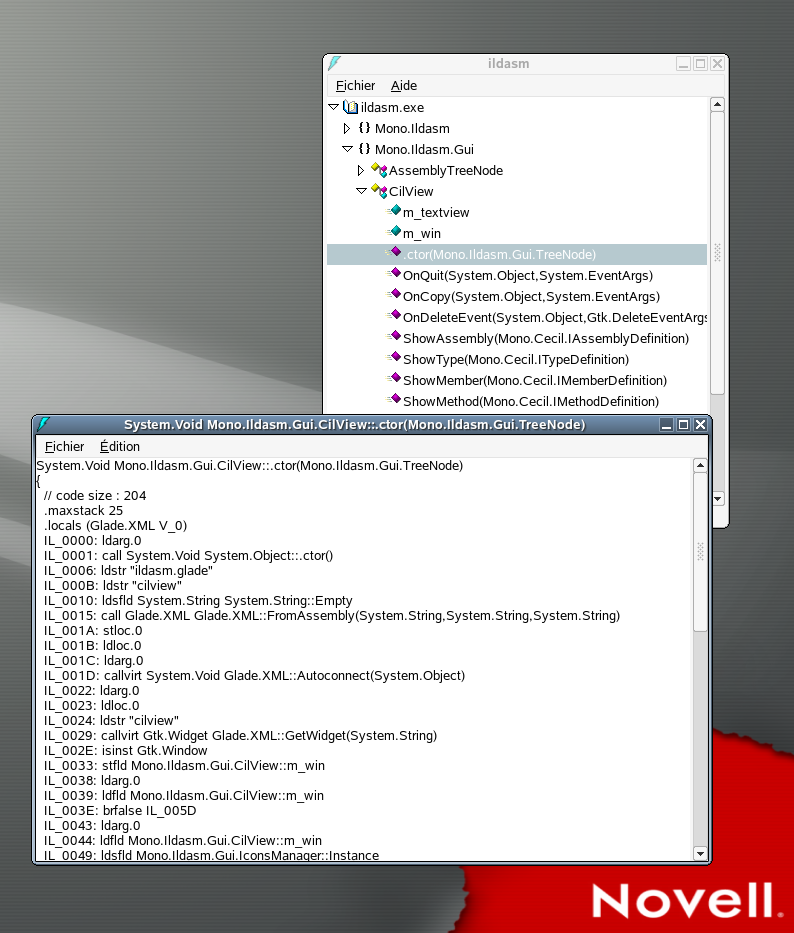 ildasm
Fichier Aide
ildasm.exe
{} Mono.Ildasm
{} Mono.Ildasm.Gui
AssemblyTreeNode
CilView
m_textview
m_win
.ctor(Mono.Ildasm.Gui.TreeNode)
OnQuit(System.Object,System.EventArgs)
OnCopy(System.Object,System.EventArgs)
OnDeleteEvent(System.Object,Gtk.DeleteEventArgs
ShowAssembly(Mono.Cecil.IAssemblyDefinition)
ShowType(Mono.Cecil.ITypeDefinition)
ShowMember(Mono.Cecil.IMemberDefinition)
ShowMethod(Mono.Cecil.IMethodDefinition)
System.Void Mono.Ildasm.Gui.CilView::.ctor(Mono.Ildasm.Gui.TreeNode)
Fichier Édition
System.Void Mono.Ildasm.Gui.CilView::.ctor(Mono.Ildasm.Gui.TreeNode)
{
// code size : 204
.maxstack 25
.locals (Glade.XML V_0)
IL_0000: ldarg.0
IL_0001: call System.Void System.Object::.ctor()
IL_0006: ldstr "ildasm.glade"
IL_000B: ldstr "cilview"
IL_0010: ldsfld System.String System.String::Empty
IL_0015: call Glade.XML Glade.XML::FromAssembly(System.String,System.String,System.String)
IL_001A: stloc.0
IL_001B: ldloc.0
IL_001C: ldarg.0
IL_001D: callvirt System.Void Glade.XML::Autoconnect(System.Object)
IL_0022: ldarg.0
IL_0023: ldloc.0
IL_0024: ldstr "cilview"
IL_0029: callvirt Gtk.Widget Glade.XML::GetWidget(System.String)
IL_002E: isinst Gtk.Window
IL_0033: stfld Mono.Ildasm.Gui.CilView::m_win
IL_0038: ldarg.0
IL_0039: ldfld Mono.Ildasm.Gui.CilView::m_win
IL_003E: brfalse IL_005D
IL_0043: ldarg.0
IL_0044: ldfld Mono.Ildasm.Gui.CilView::m_win
IL_0049: ldsfld Mono.Ildasm.Gui.IconsManager::Instance
Novell.